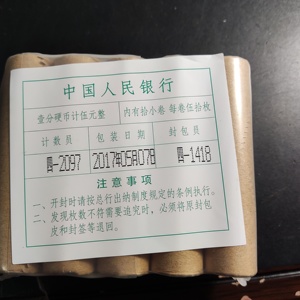 中国人民银行
壹分硬币计伍元整 内有拾小卷 每卷伍拾枚
计数员 包装日期 封包员
四-2097 2017年05月07日 四-1418
注意事项
一、开封时请按总行出纳制度规定的条例执行。
二、发现枚数不符需要追究时，必须将原封包
皮和封签等退回。